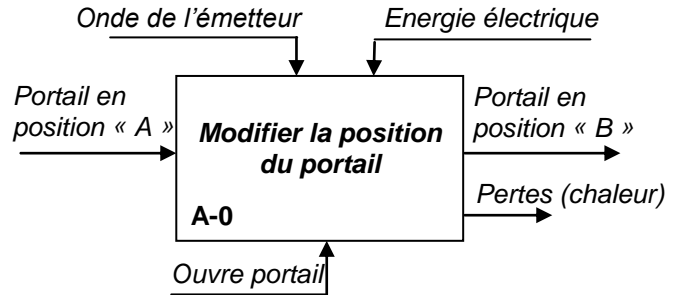 Onde de l'émetteur
Energie électrique
Portail en
position « A »
Modifier la position
du portail
A-0
Portail en
position « B »
Pertes (chaleur)
Ouvre portail